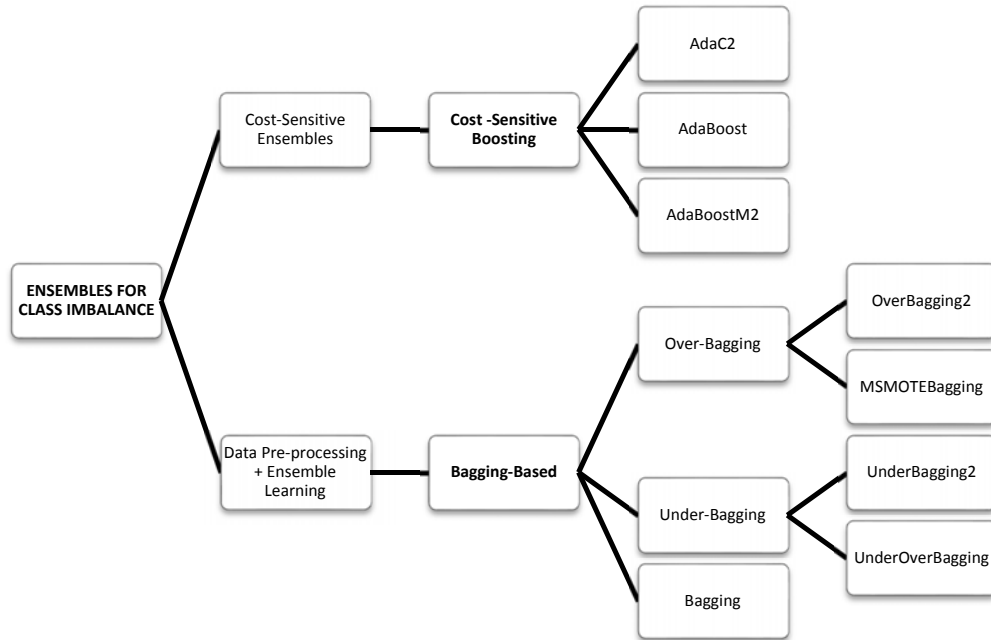 ENSEMBLES FOR
CLASS IMBALANCE
Cost-Sensitive
Ensembles
Cost -Sensitive
Boosting
AdaC2
AdaBoost
AdaBoostM2
Data Pre-processing
+ Ensemble
Learning
Bagging-Based
Over-Bagging
OverBagging2
MSMOTEBagging
Under-Bagging
UnderBagging2
UnderOverBagging
Bagging